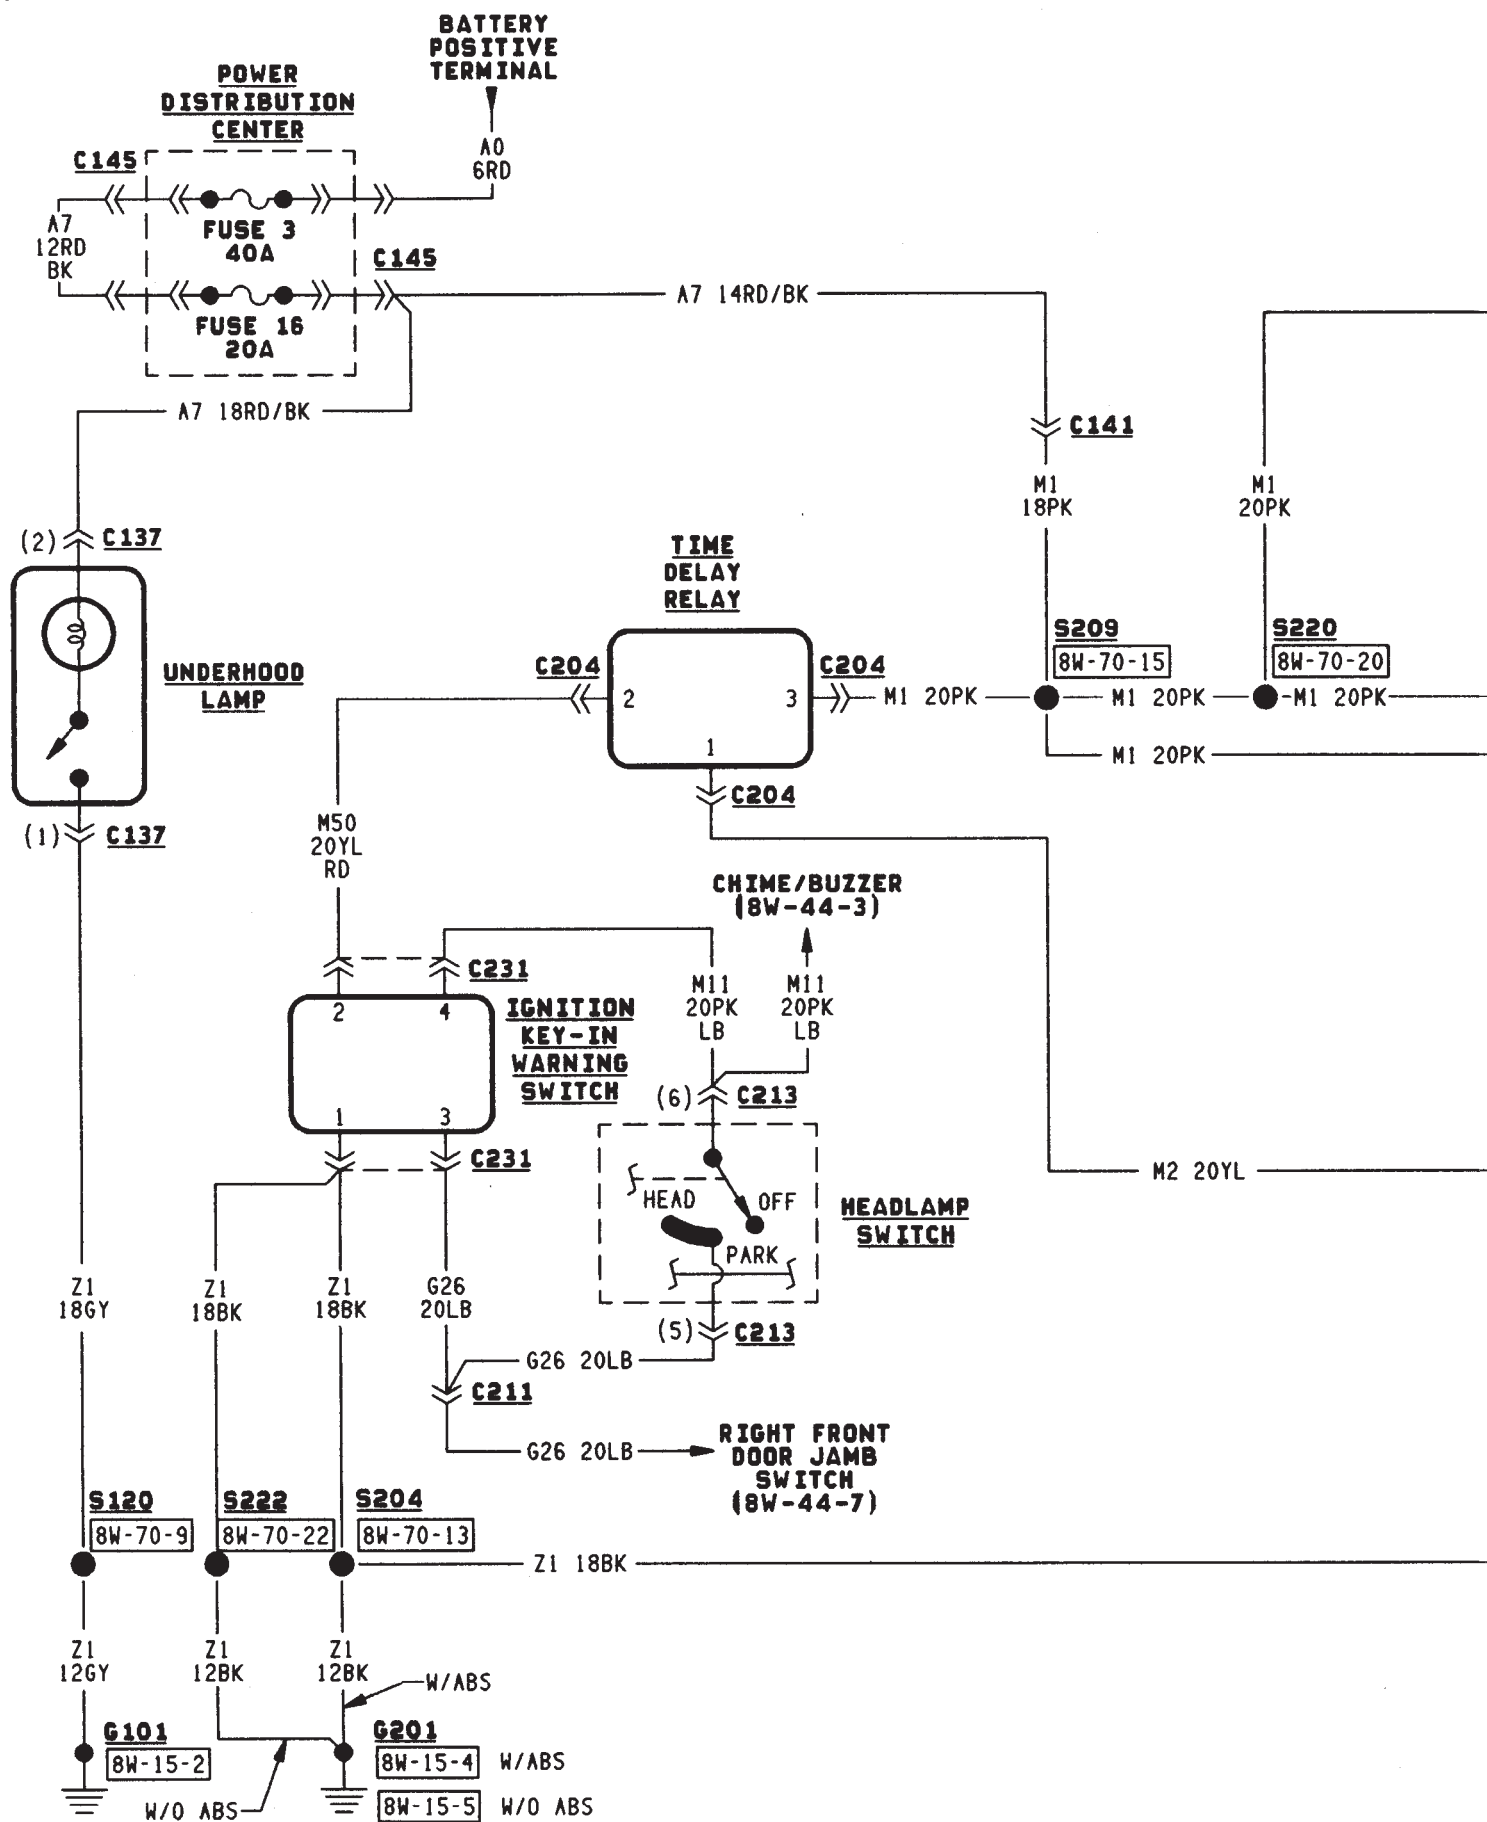 BATTERY
POSITIVE
TERMINAL
POWER
DISTRIBUTION
CENTER
A0
6RD
C145
FUSE 3
40A
A7
12RD
BK
C145
FUSE 16
20A
A7 14RD/BK
A7 18RD/BK
C141
M1
18PK
M1
20PK
(2)
C137
TIME
DELAY
RELAY
UNDERHOOD
LAMP
C204
2
3
1
C204
M1 20PK
S209
8W-70-15
M1 20PK
S220
8W-70-20
M1 20PK
M1 20PK
C204
(1)
C137
M50
20YL
RD
CHIME/BUZZER
(8W-44-3)
C231
2
4
IGNITION
KEY-IN
WARNING
SWITCH
1
3
C231
M11
20PK
LB
M11
20PK
LB
(6)
C213
HEAD
OFF
PARK
HEADLAMP
SWITCH
M2 20YL
(5)
C213
Z1
18GY
Z1
18BK
Z1
18BK
G26
20LB
G26 20LB
C211
G26 20LB
RIGHT FRONT
DOOR JAMB
SWITCH
(8W-44-7)
S120
8W-70-9
S222
8W-70-22
S204
8W-70-13
Z1 18BK
Z1
12GY
Z1
12BK
Z1
12BK
W/ABS
G101
8W-15-2
G201
8W-15-4 W/ABS
8W-15-5 W/O ABS
W/O ABS